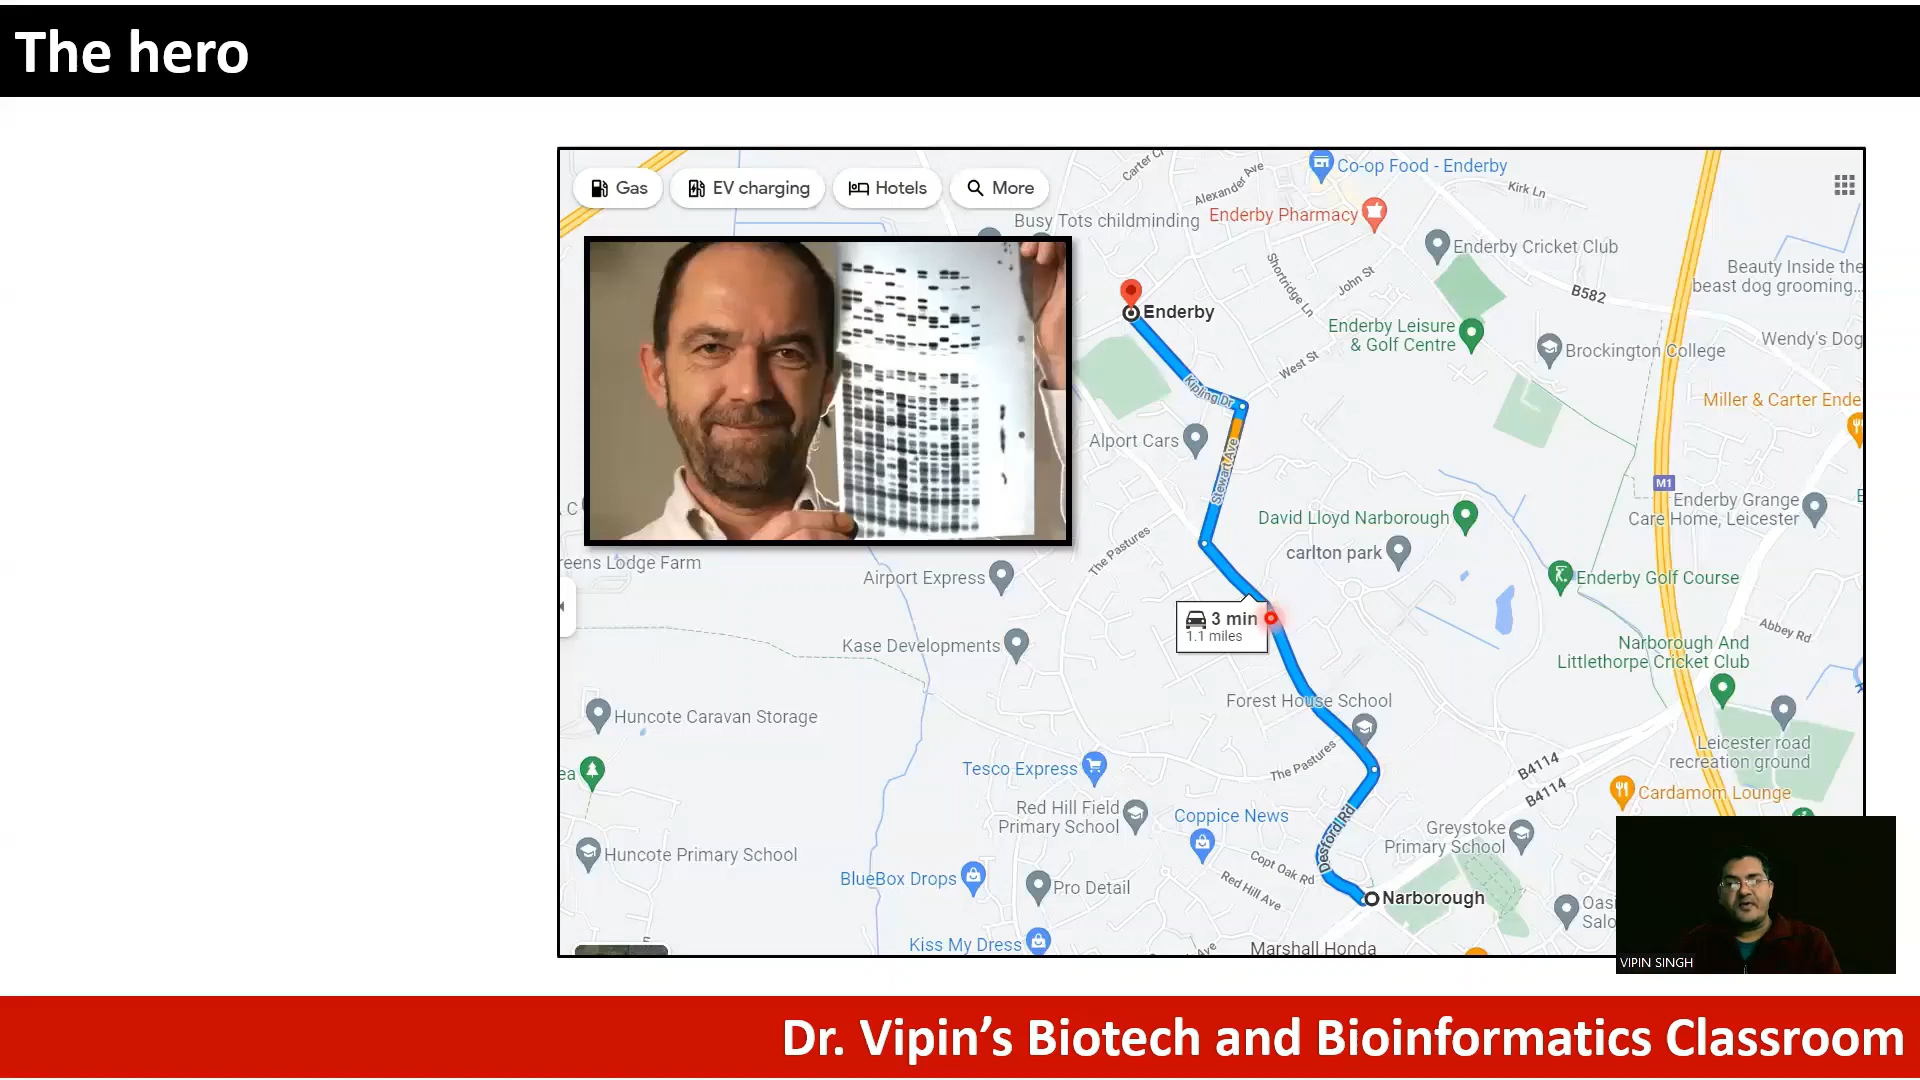 The hero
Gas
EV charging
Hotels
More
Carter Cl
Alexander Ave
Co-op Food - Enderby
Kirk Ln
Busy Tots childminding
Enderby Pharmacy
Enderby Cricket Club
Beauty Inside the
beast dog grooming...
Shortridge Ln
John St
B582
Enderby
Enderby Leisure
& Golf Centre
Wendy's Dog
West St
Brockington College
Kipling Dr
Miller & Carter Ende
Alport Cars
Stewart Ave
M1
Enderby Grange
Care Home, Leicester
David Lloyd Narborough
carlton park
The Pastures
reens Lodge Farm
Airport Express
Enderby Golf Course
3 min
1.1 miles
Abbey Rd
Kase Developments
Narborough And
Littlethorpe Cricket Club
Forest House School
Huncote Caravan Storage
Leicester road
recreation ground
The Pastures
B4114
B4114
ea
Tesco Express
Cardamom Lounge
Red Hill Field
Primary School
Coppice News
Desford Rd
Greystoke
Primary School
Huncote Primary School
Copt Oak Rd
BlueBox Drops
Pro Detail
Red Hill Ave
Narborough
Oasi
Salo
Kiss My Dress
Marshall Honda
VIPIN SINGH
Dr. Vipin’s Biotech and Bioinformatics Classroom